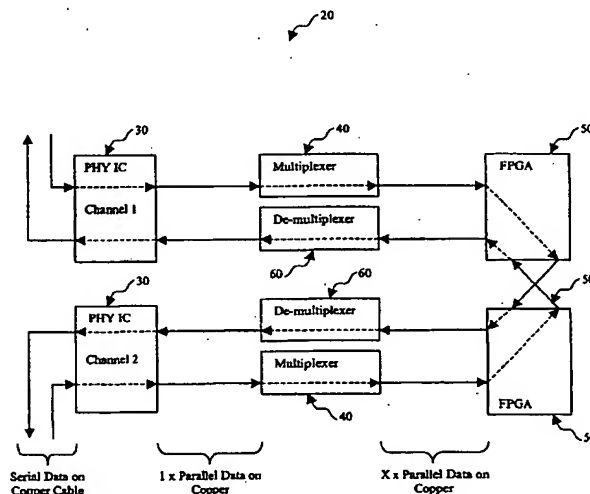 20
30
40
50
PHY IC
Multiplexer
FPGA
Channel 1
De-multiplexer
60
60
30
50
PHY IC
De-multiplexer
Channel 2
Multiplexer
FPGA
40
50
Serial Data on
Copper Cable
1 x Parallel Data on
Copper
X x Parallel Data on
Copper